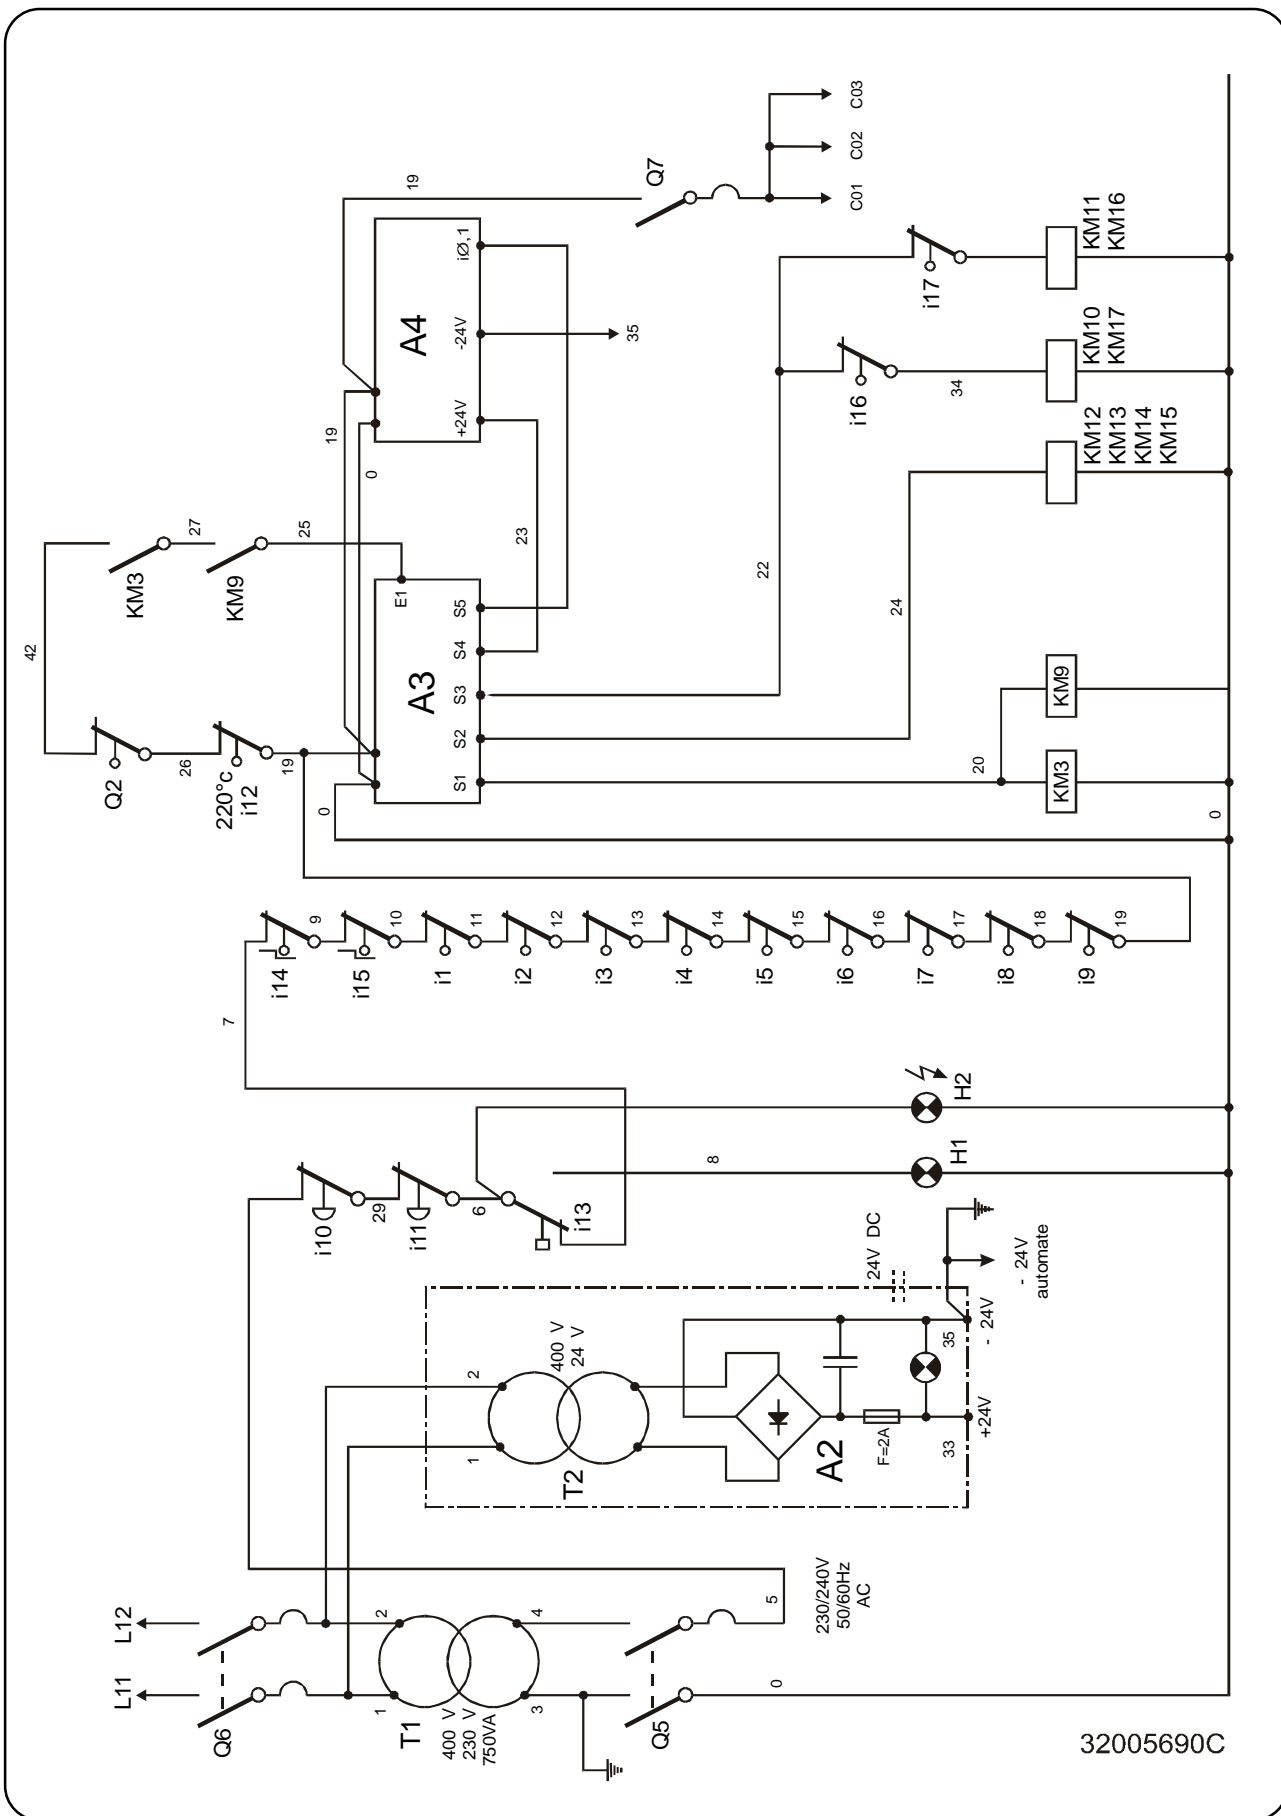 L11
L12
Q6
1
2
T1
400 V
230 V
750VA
3
4
Q5
0
5
230/240V
50/60Hz
AC
1
2
T2
400 V
24 V
A2
F=2A
33
+24V
35
- 24V
24V DC
- 24V
automate
i10
29
i11
6
i13
8
H1
H2
7
i14
9
i15
10
i1
11
i2
12
i3
13
i4
14
i5
15
i6
16
i7
17
i8
18
i9
19
42
Q2
26
220°c
i12
19
0
KM3
27
KM9
25
E1
A3
S1
S2
S3
S4
S5
19
0
A4
+24V
-24V
iØ,1
23
35
19
Q7
C01
C02
C03
22
24
20
KM3
KM9
0
KM12
KM13
KM14
KM15
i16
34
KM10
KM17
i17
KM11
KM16
32005690C